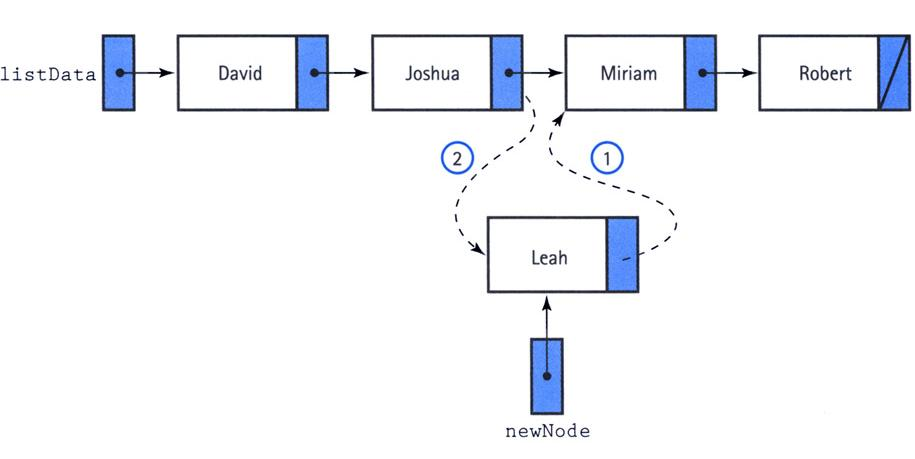 listData
David
Joshua
Miriam
Robert
2
1
Leah
newNode